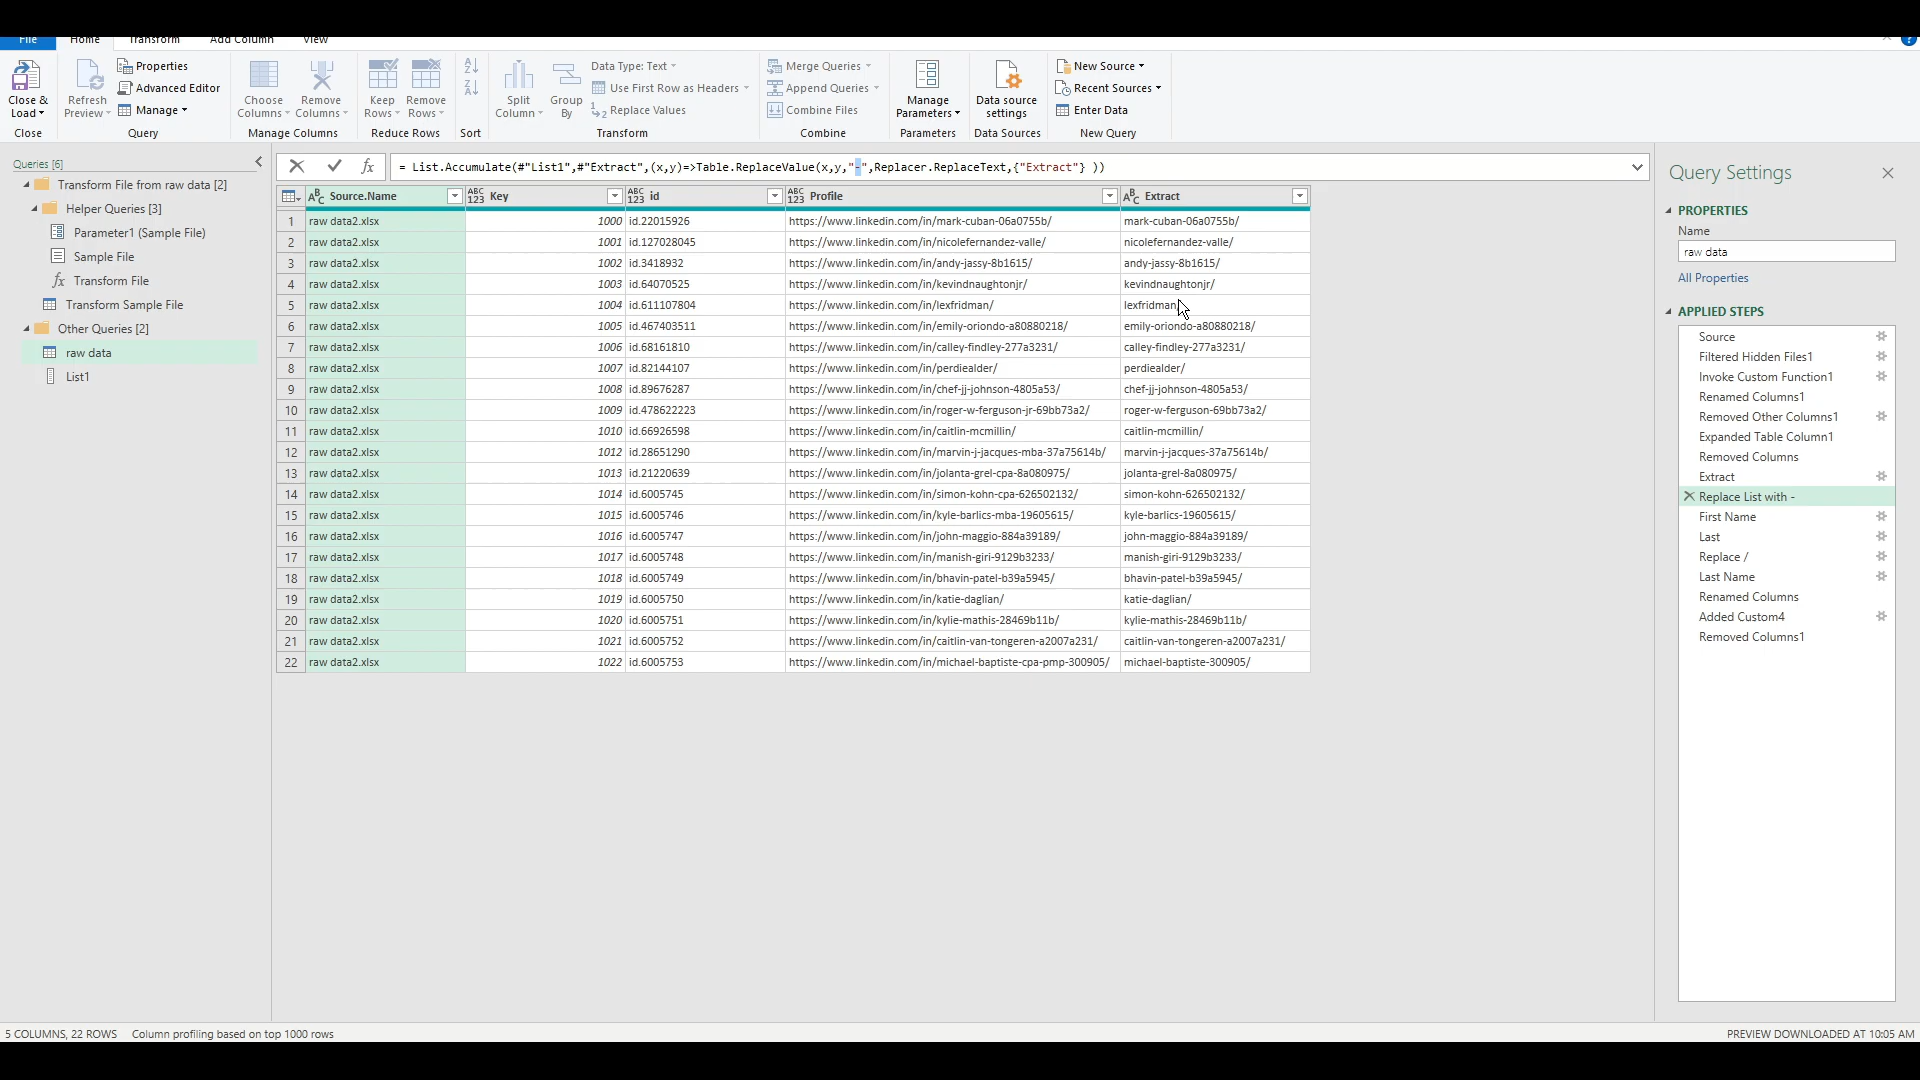 File Home Transform Add Column View
Close & Load
Close
Refresh Preview
Properties
Advanced Editor
Manage
Query
Choose Columns
Remove Columns
Manage Columns
Keep Rows
Remove Rows
Reduce Rows
Sort
Split Column
Group By
Data Type: Text
Use First Row as Headers
Replace Values
Transform
Merge Queries
Append Queries
Combine Files
Combine
Manage Parameters
Parameters
Data source settings
Data Sources
New Source
Recent Sources
Enter Data
New Query
Queries [6]
Transform File from raw data [2]
Helper Queries [3]
Parameter1 (Sample File)
Sample File
fx Transform File
Transform Sample File
Other Queries [2]
raw data
List1
fx = List.Accumulate(#"List1",#"Extract",(x,y)=>Table.ReplaceValue(x,y,"-",Replacer.ReplaceText,{"Extract"} ))
ABC Source.Name ABC 123 Key ABC 123 id ABC 123 Profile ABC Extract
1 raw data2.xlsx 1000 id.22015926 https://www.linkedin.com/in/mark-cuban-06a0755b/ mark-cuban-06a0755b/
2 raw data2.xlsx 1001 id.127028045 https://www.linkedin.com/in/nicolefernandez-valle/ nicolefernandez-valle/
3 raw data2.xlsx 1002 id.3418932 https://www.linkedin.com/in/andy-jassy-8b1615/ andy-jassy-8b1615/
4 raw data2.xlsx 1003 id.64070525 https://www.linkedin.com/in/kevindnaughtonjr/ kevindnaughtonjr/
5 raw data2.xlsx 1004 id.611107804 https://www.linkedin.com/in/lexfridman/ lexfridman/
6 raw data2.xlsx 1005 id.467403511 https://www.linkedin.com/in/emily-oriondo-a80880218/ emily-oriondo-a80880218/
7 raw data2.xlsx 1006 id.68161810 https://www.linkedin.com/in/calley-findley-277a3231/ calley-findley-277a3231/
8 raw data2.xlsx 1007 id.82144107 https://www.linkedin.com/in/perdiealder/ perdiealder/
9 raw data2.xlsx 1008 id.89676287 https://www.linkedin.com/in/chef-jj-johnson-4805a53/ chef-jj-johnson-4805a53/
10 raw data2.xlsx 1009 id.478622223 https://www.linkedin.com/in/roger-w-ferguson-jr-69bb73a2/ roger-w-ferguson-69bb73a2/
11 raw data2.xlsx 1010 id.66926598 https://www.linkedin.com/in/caitlin-mcmillin/ caitlin-mcmillin/
12 raw data2.xlsx 1012 id.28651290 https://www.linkedin.com/in/marvin-j-jacques-mba-37a75614b/ marvin-j-jacques-37a75614b/
13 raw data2.xlsx 1013 id.21220639 https://www.linkedin.com/in/jolanta-grel-cpa-8a080975/ jolanta-grel-8a080975/
14 raw data2.xlsx 1014 id.6005745 https://www.linkedin.com/in/simon-kohn-cpa-626502132/ simon-kohn-626502132/
15 raw data2.xlsx 1015 id.6005746 https://www.linkedin.com/in/kyle-barlics-mba-19605615/ kyle-barlics-19605615/
16 raw data2.xlsx 1016 id.6005747 https://www.linkedin.com/in/john-maggio-884a39189/ john-maggio-884a39189/
17 raw data2.xlsx 1017 id.6005748 https://www.linkedin.com/in/manish-giri-9129b3233/ manish-giri-9129b3233/
18 raw data2.xlsx 1018 id.6005749 https://www.linkedin.com/in/bhavin-patel-b39a5945/ bhavin-patel-b39a5945/
19 raw data2.xlsx 1019 id.6005750 https://www.linkedin.com/in/katie-daglian/ katie-daglian/
20 raw data2.xlsx 1020 id.6005751 https://www.linkedin.com/in/kylie-mathis-28469b11b/ kylie-mathis-28469b11b/
21 raw data2.xlsx 1021 id.6005752 https://www.linkedin.com/in/caitlin-van-tongeren-a2007a231/ caitlin-van-tongeren-a2007a231/
22 raw data2.xlsx 1022 id.6005753 https://www.linkedin.com/in/michael-baptiste-cpa-pmp-300905/ michael-baptiste-300905/
Query Settings
PROPERTIES
Name
raw data
All Properties
APPLIED STEPS
Source
Filtered Hidden Files1
Invoke Custom Function1
Renamed Columns1
Removed Other Columns1
Expanded Table Column1
Removed Columns
Extract
Replace List with -
First Name
Last
Replace /
Last Name
Renamed Columns
Added Custom4
Removed Columns1
5 COLUMNS, 22 ROWS Column profiling based on top 1000 rows
PREVIEW DOWNLOADED AT 10:05 AM